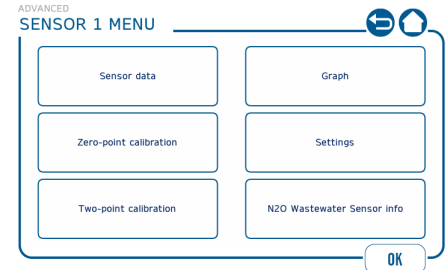 ADVANCED
SENSOR 1 MENU
Sensor data
Graph
Zero-point calibration
Settings
Two-point calibration
N2O Wastewater Sensor info
OK